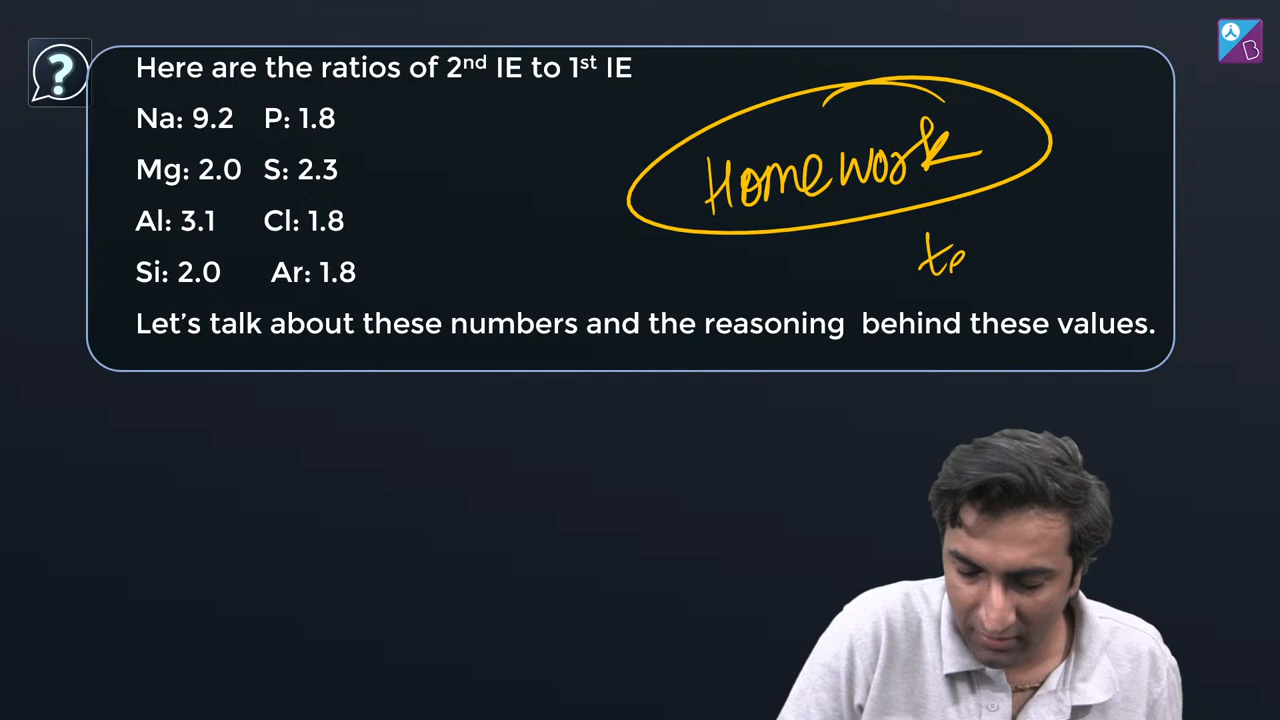 Here are the ratios of 2nd IE to 1st IE
Na: 9.2 P: 1.8
Mg: 2.0 S: 2.3
Al: 3.1 Cl: 1.8
Si: 2.0 Ar: 1.8
Let's talk about these numbers and the reasoning behind these values.
Homework
B